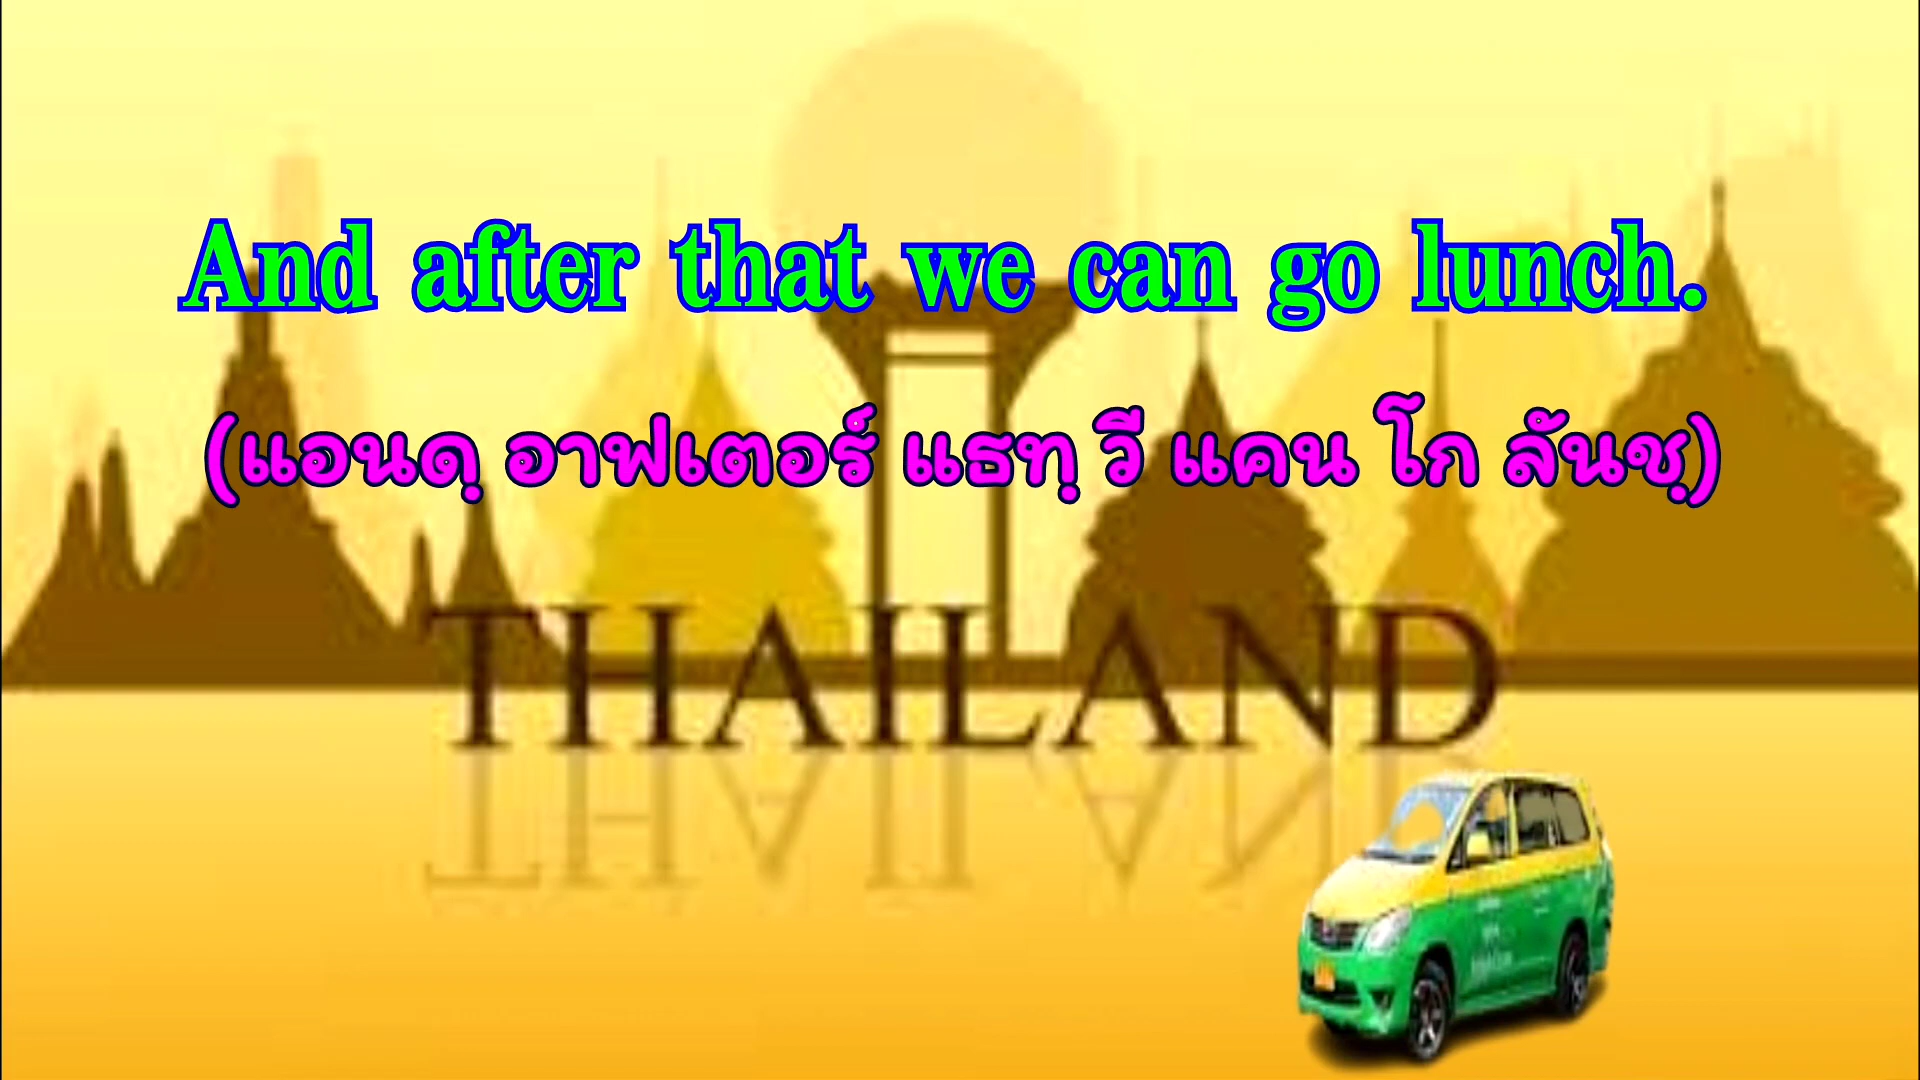 And after that we can go lunch.
(แอนดฺ อาฟเตอร์ แธทฺ วี แคน โก ลันชฺ)
THAILAND